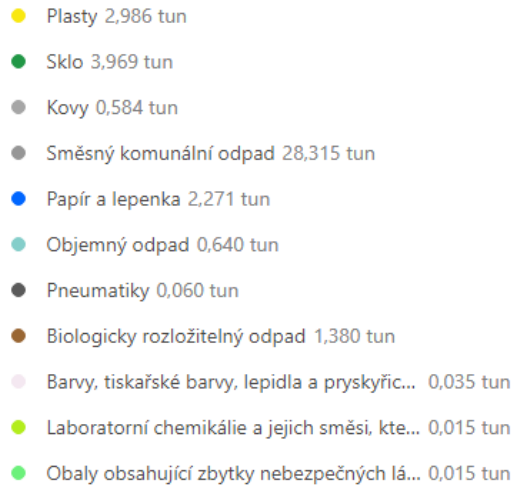 Plasty 2,986 tun
Sklo 3,969 tun
Kovy 0,584 tun
Směsný komunální odpad 28,315 tun
Papír a lepenka 2,271 tun
Objemný odpad 0,640 tun
Pneumatiky 0,060 tun
Biologicky rozložitelný odpad 1,380 tun
Barvy, tiskařské barvy, lepidla a pryskyřic... 0,035 tun
Laboratorní chemikálie a jejich směsi, kte... 0,015 tun
Obaly obsahující zbytky nebezpečných lá... 0,015 tun